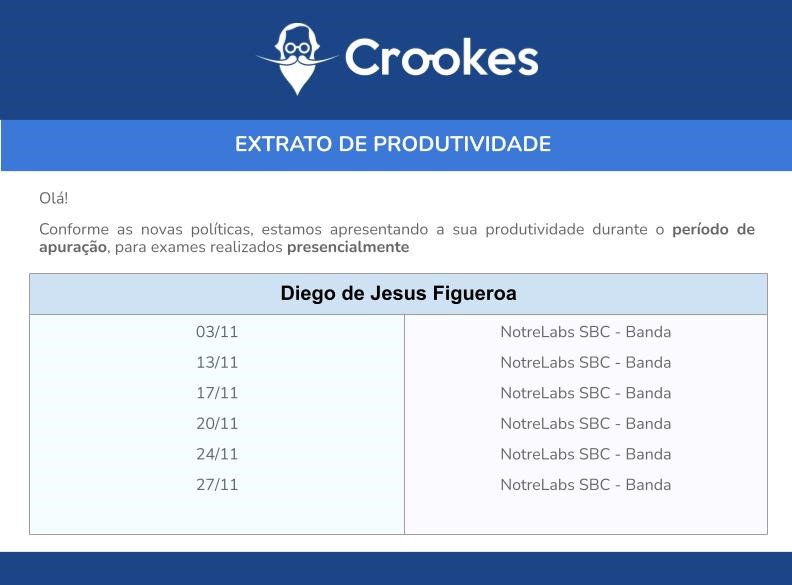 Crookes
EXTRATO DE PRODUTIVIDADE
Olá!
Conforme as novas políticas, estamos apresentando a sua produtividade durante o período de
apuração, para exames realizados presencialmente
Diego de Jesus Figueroa
03/11 NotreLabs SBC - Banda
13/11 NotreLabs SBC - Banda
17/11 NotreLabs SBC - Banda
20/11 NotreLabs SBC - Banda
24/11 NotreLabs SBC - Banda
27/11 NotreLabs SBC - Banda